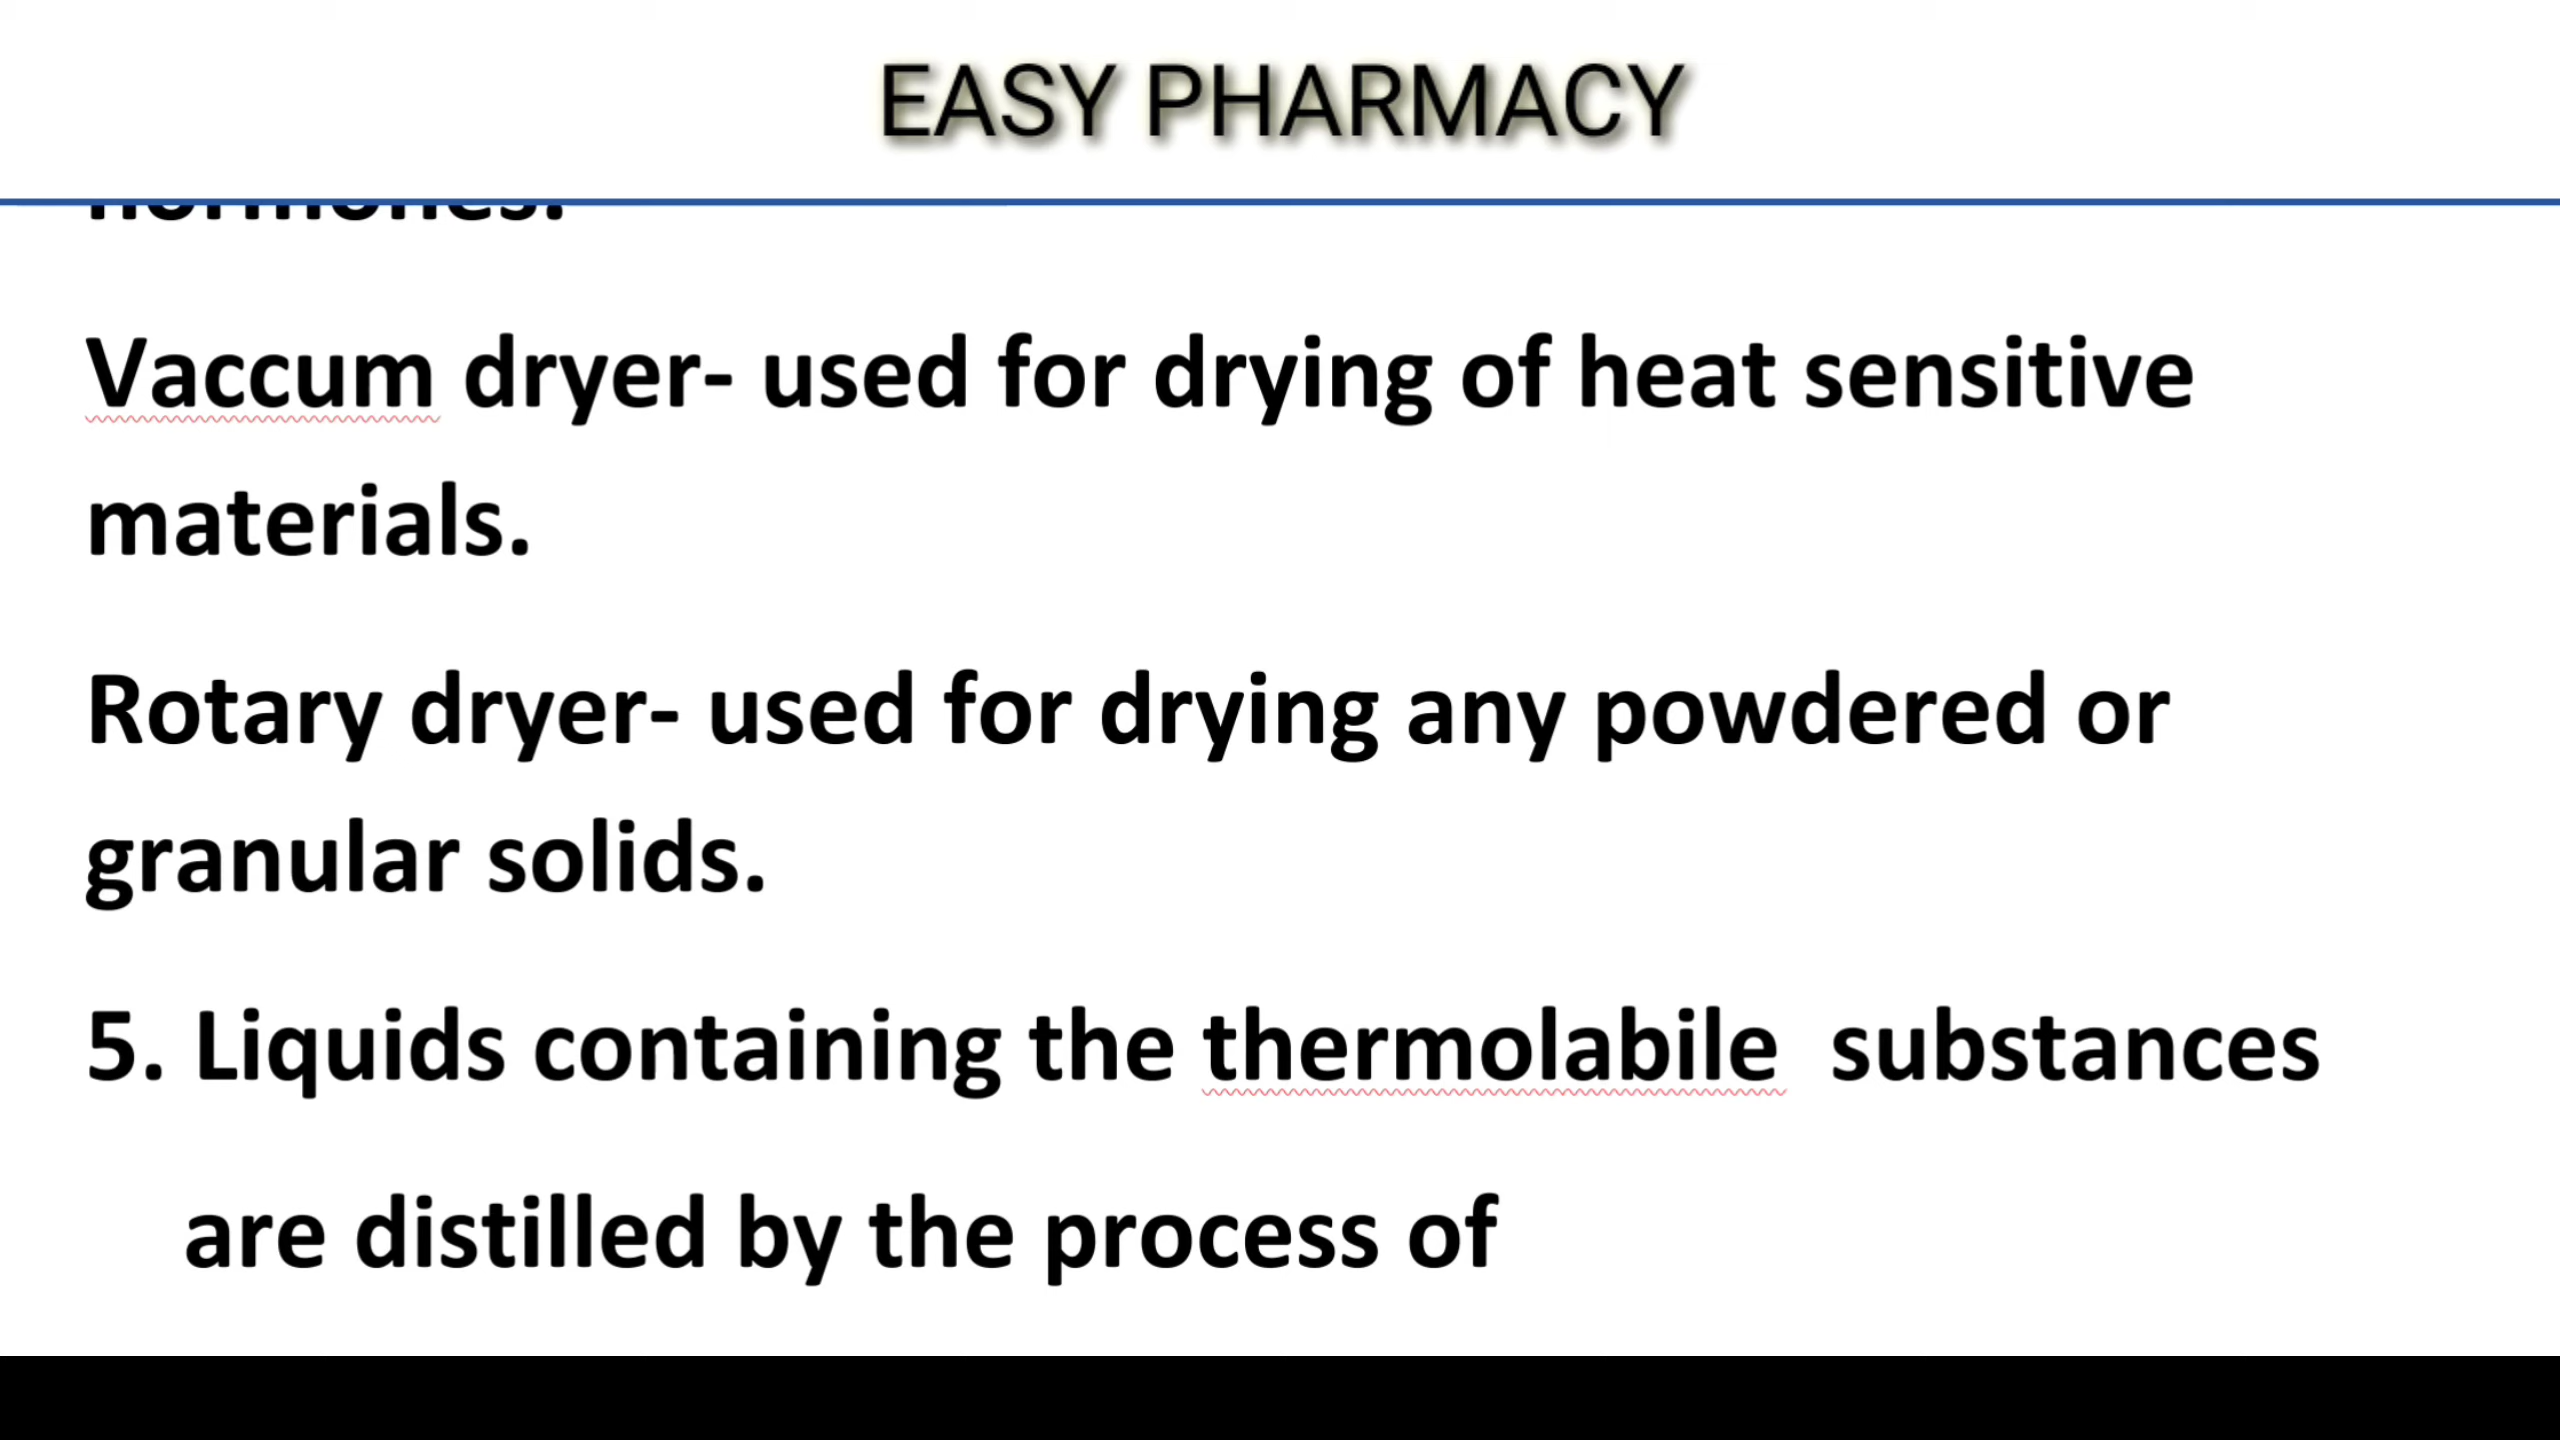 EASY PHARMACY
hormones.
Vaccum dryer- used for drying of heat sensitive
materials.
Rotary dryer- used for drying any powdered or
granular solids.
5. Liquids containing the thermolabile  substances
are distilled by the process of